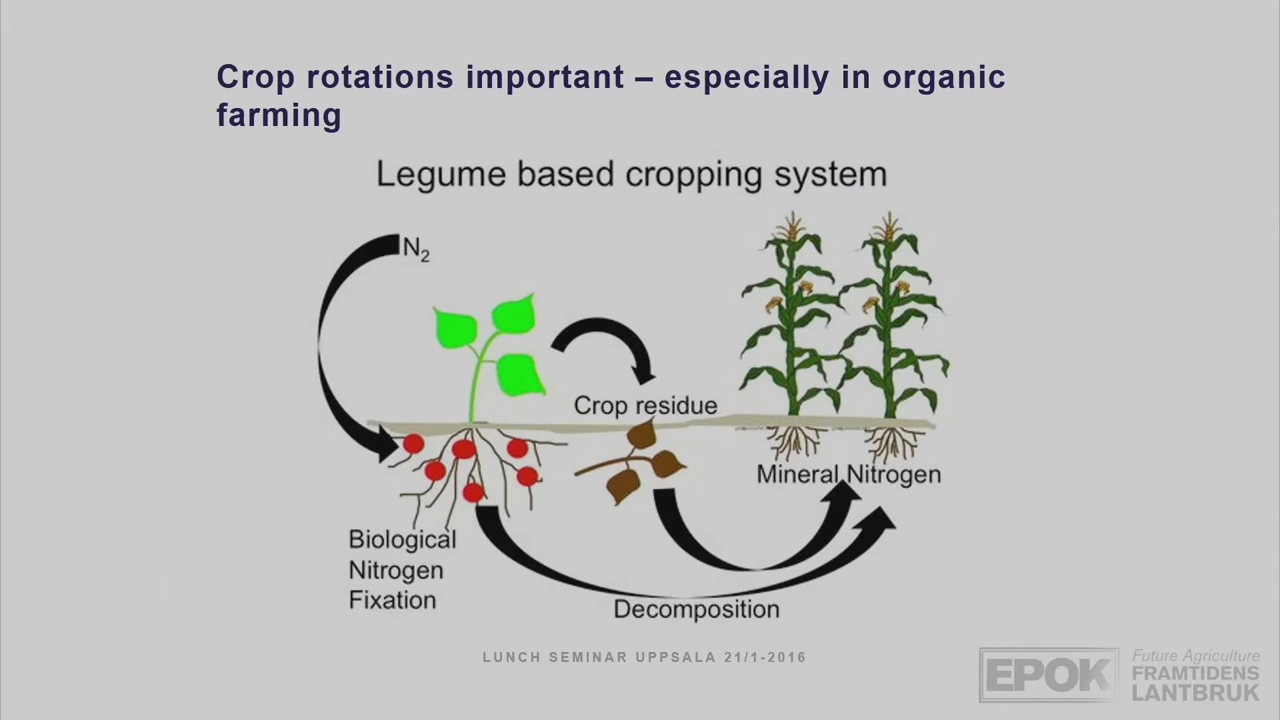 Crop rotations important – especially in organic
farming
Legume based cropping system
N₂
Crop residue
Mineral Nitrogen
Biological
Nitrogen
Fixation
Decomposition
LUNCH SEMINAR UPPSALA 21/1-2016
EPOK
Future Agriculture
FRAMTIDENS
LANTBRUK